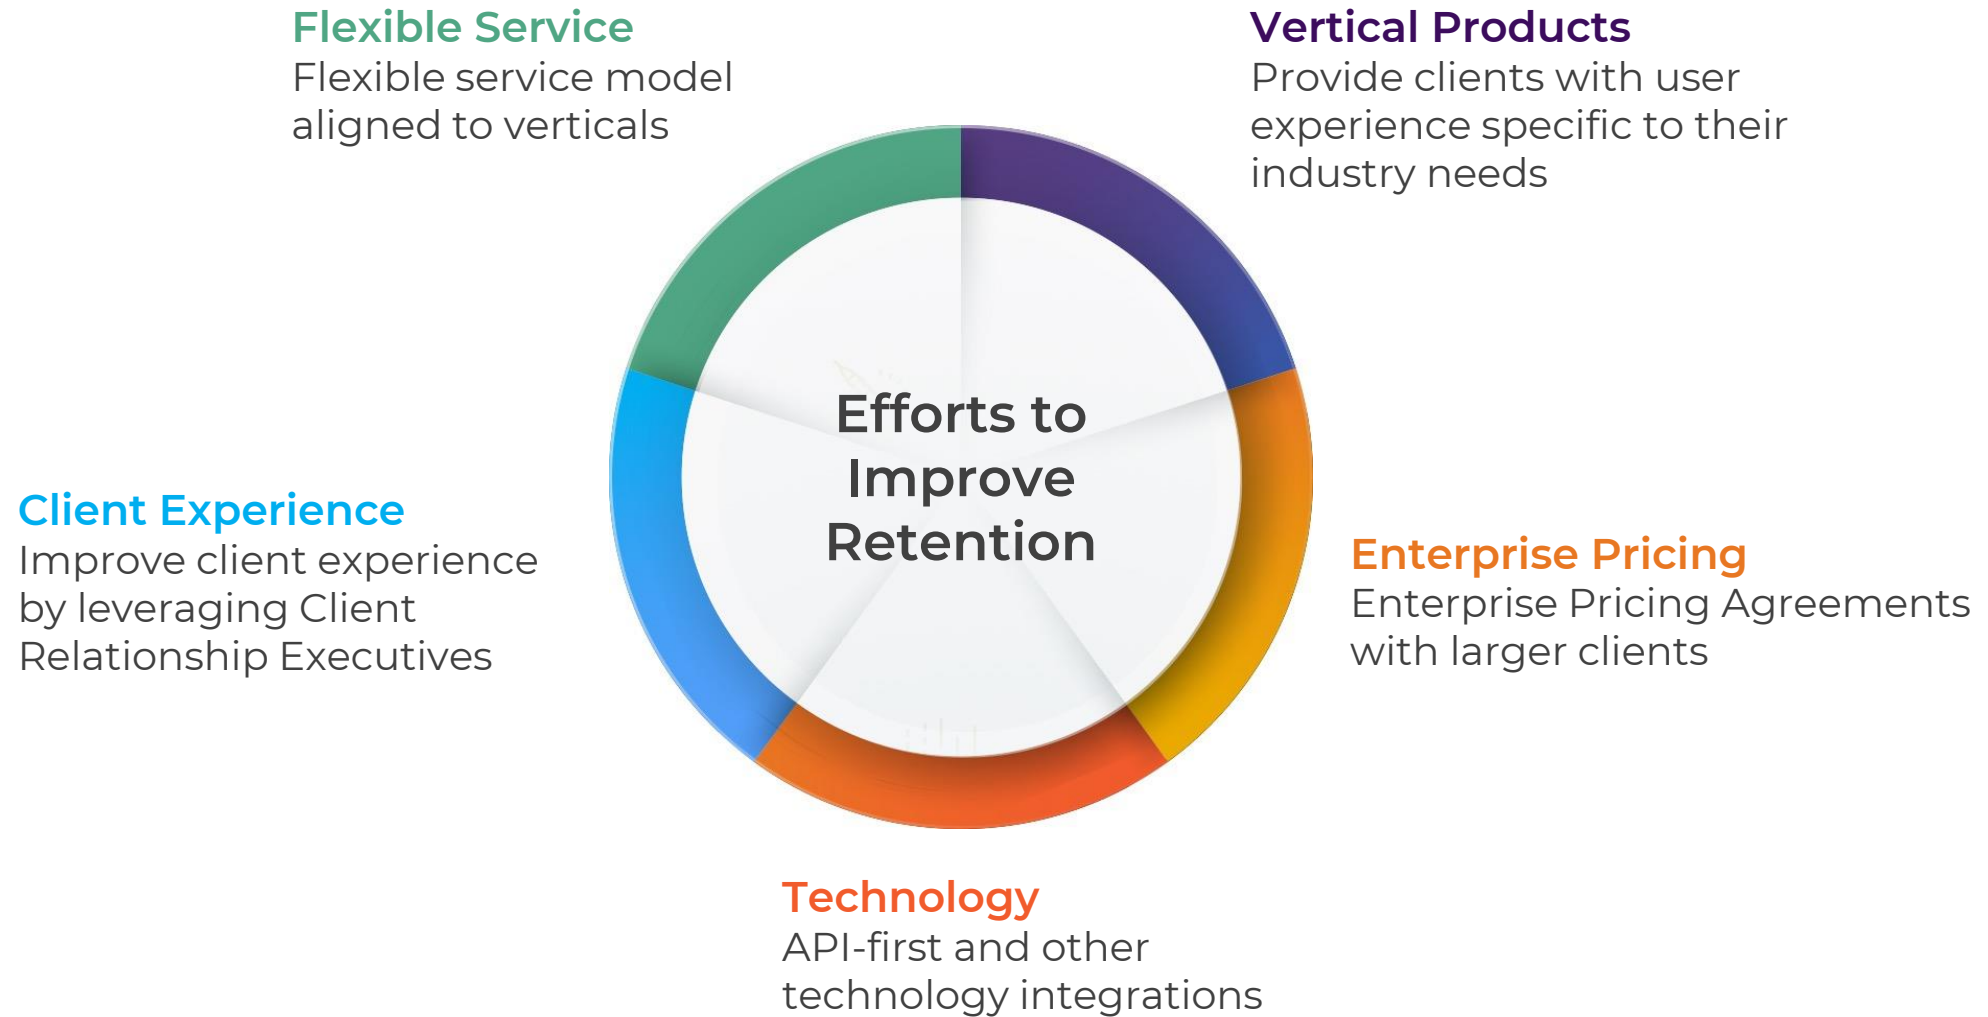 Flexible Service
Flexible service model
aligned to verticals
Vertical Products
Provide clients with user
experience specific to their
industry needs
Efforts to
Improve
Retention
Client Experience
Improve client experience
by leveraging Client
Relationship Executives
Enterprise Pricing
Enterprise Pricing Agreements
with larger clients
Technology
API-first and other
technology integrations